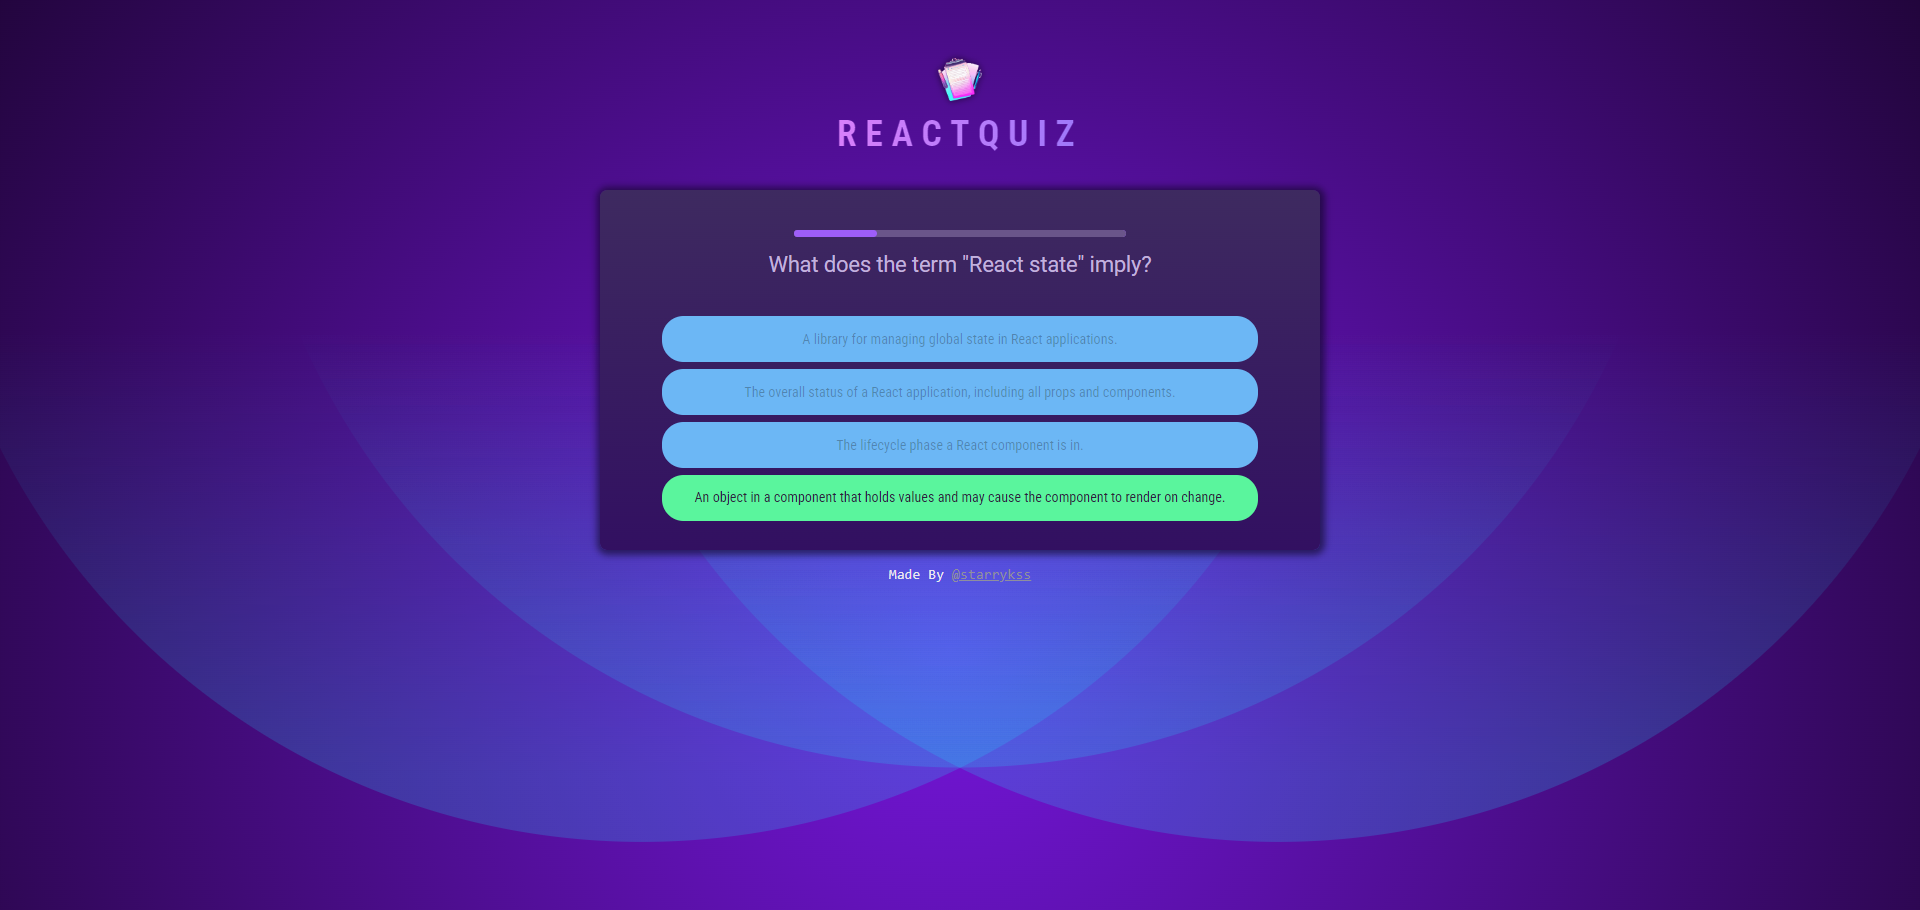 REACTQUIZ
What does the term "React state" imply?
A library for managing global state in React applications.
The overall status of a React application, including all props and components.
The lifecycle phase a React component is in.
An object in a component that holds values and may cause the component to render on change.
Made By @starrykss